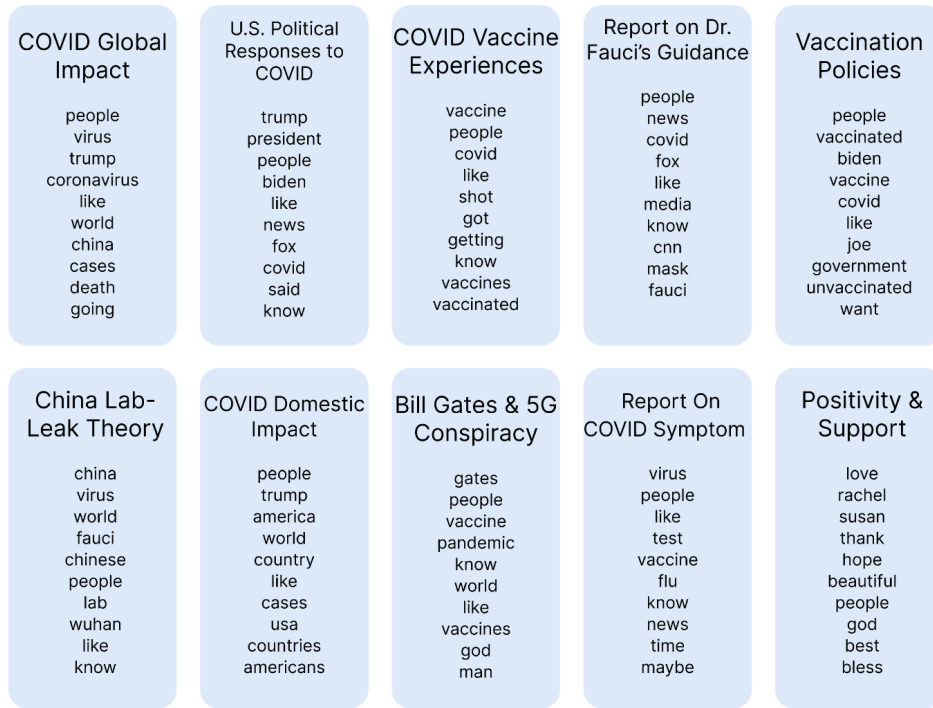 COVID Global
Impact
people
virus
trump
coronavirus
like
world
china
cases
death
going
U.S. Political
Responses to
COVID
trump
president
people
biden
like
news
fox
covid
said
know
COVID Vaccine
Experiences
vaccine
people
covid
like
shot
got
getting
know
vaccines
vaccinated
Report on Dr.
Fauci’s Guidance
people
news
covid
fox
like
media
know
cnn
mask
fauci
Vaccination
Policies
people
vaccinated
biden
vaccine
covid
like
joe
government
unvaccinated
want
China Lab-
Leak Theory
china
virus
world
fauci
chinese
people
lab
wuhan
like
know
COVID Domestic
Impact
people
trump
america
world
country
like
cases
usa
countries
americans
Bill Gates & 5G
Conspiracy
gates
people
vaccine
pandemic
know
world
like
vaccines
god
man
Report On
COVID Symptom
virus
people
like
test
vaccine
flu
know
news
time
maybe
Positivity &
Support
love
rachel
susan
thank
hope
beautiful
people
god
best
bless